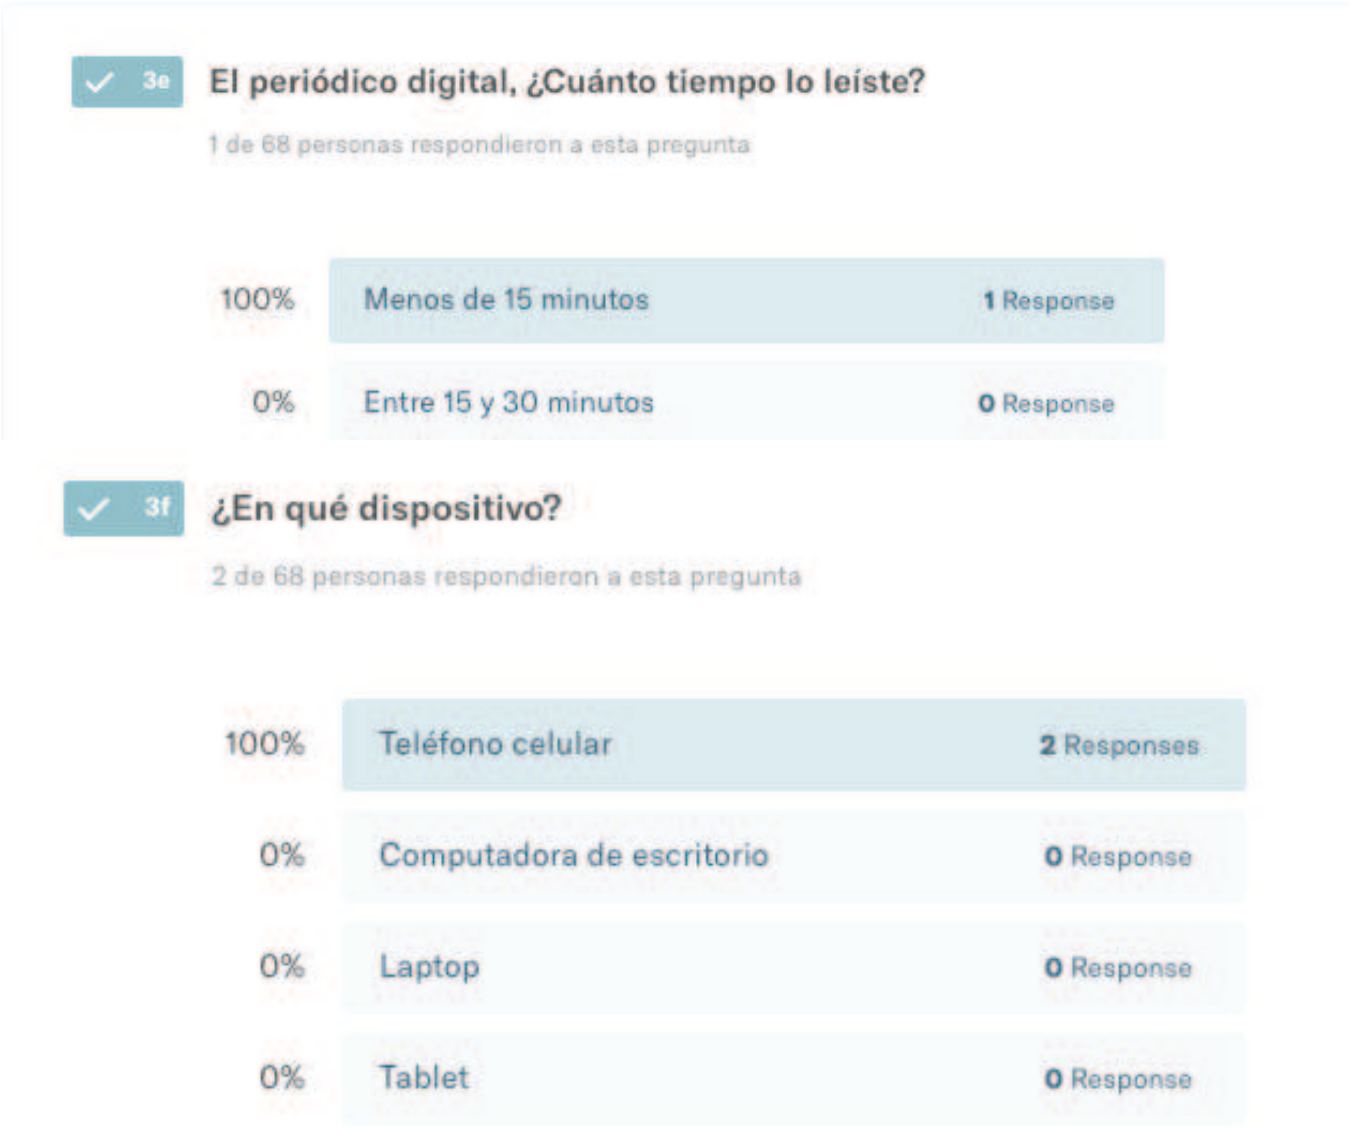 3e El periódico digital, ¿Cuánto tiempo lo leíste?
1 de 68 personas respondieron a esta pregunta
100% Menos de 15 minutos 1 Response
0% Entre 15 y 30 minutos 0 Response
3f ¿En qué dispositivo?
2 de 68 personas respondieron a esta pregunta
100% Teléfono celular 2 Responses
0% Computadora de escritorio 0 Response
0% Laptop 0 Response
0% Tablet 0 Response